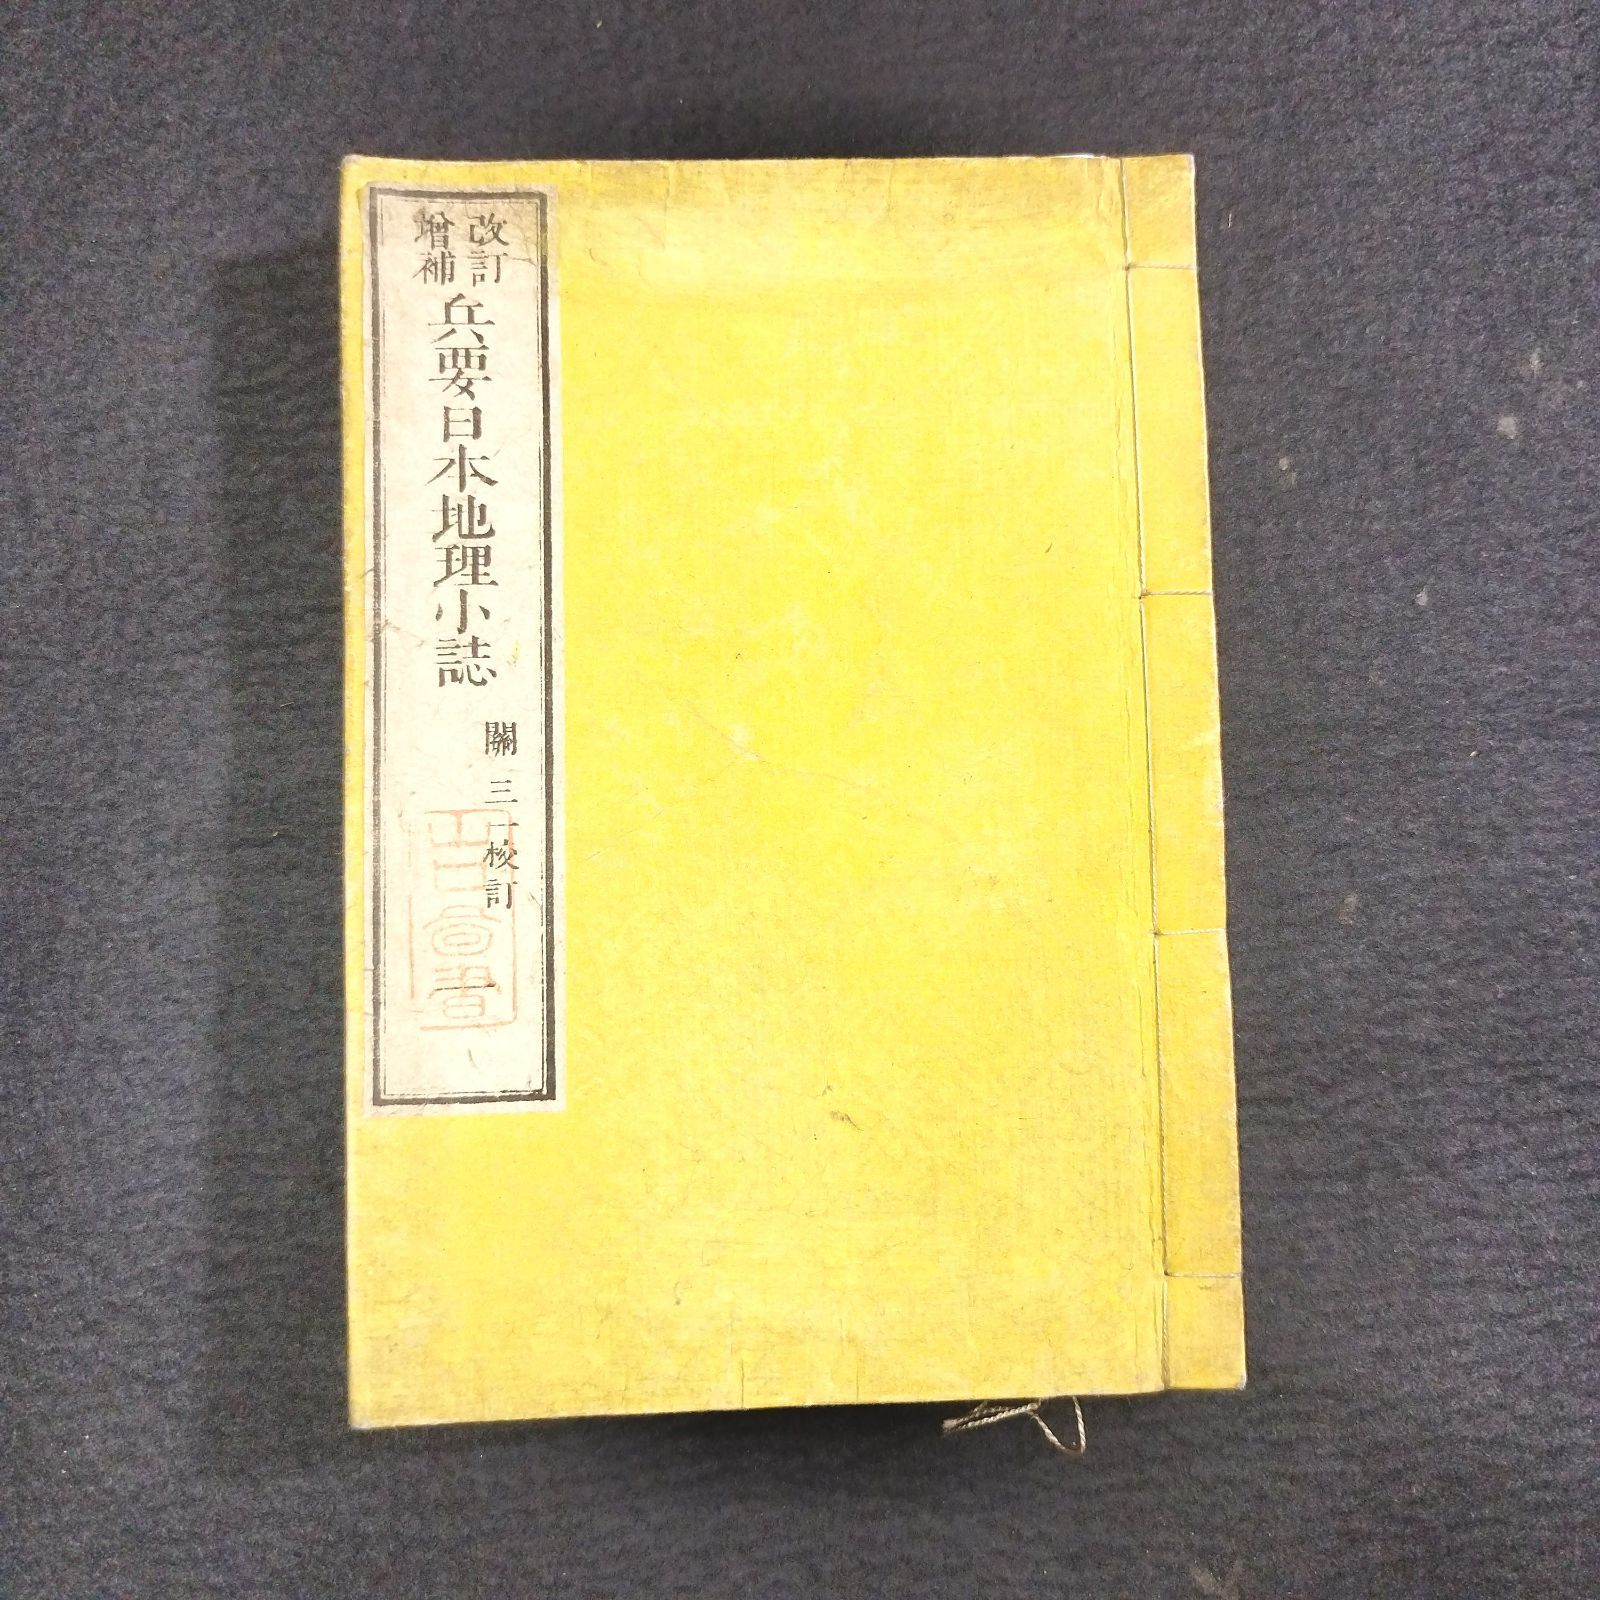 改訂
增補
兵要日本地理小誌
關三一校訂